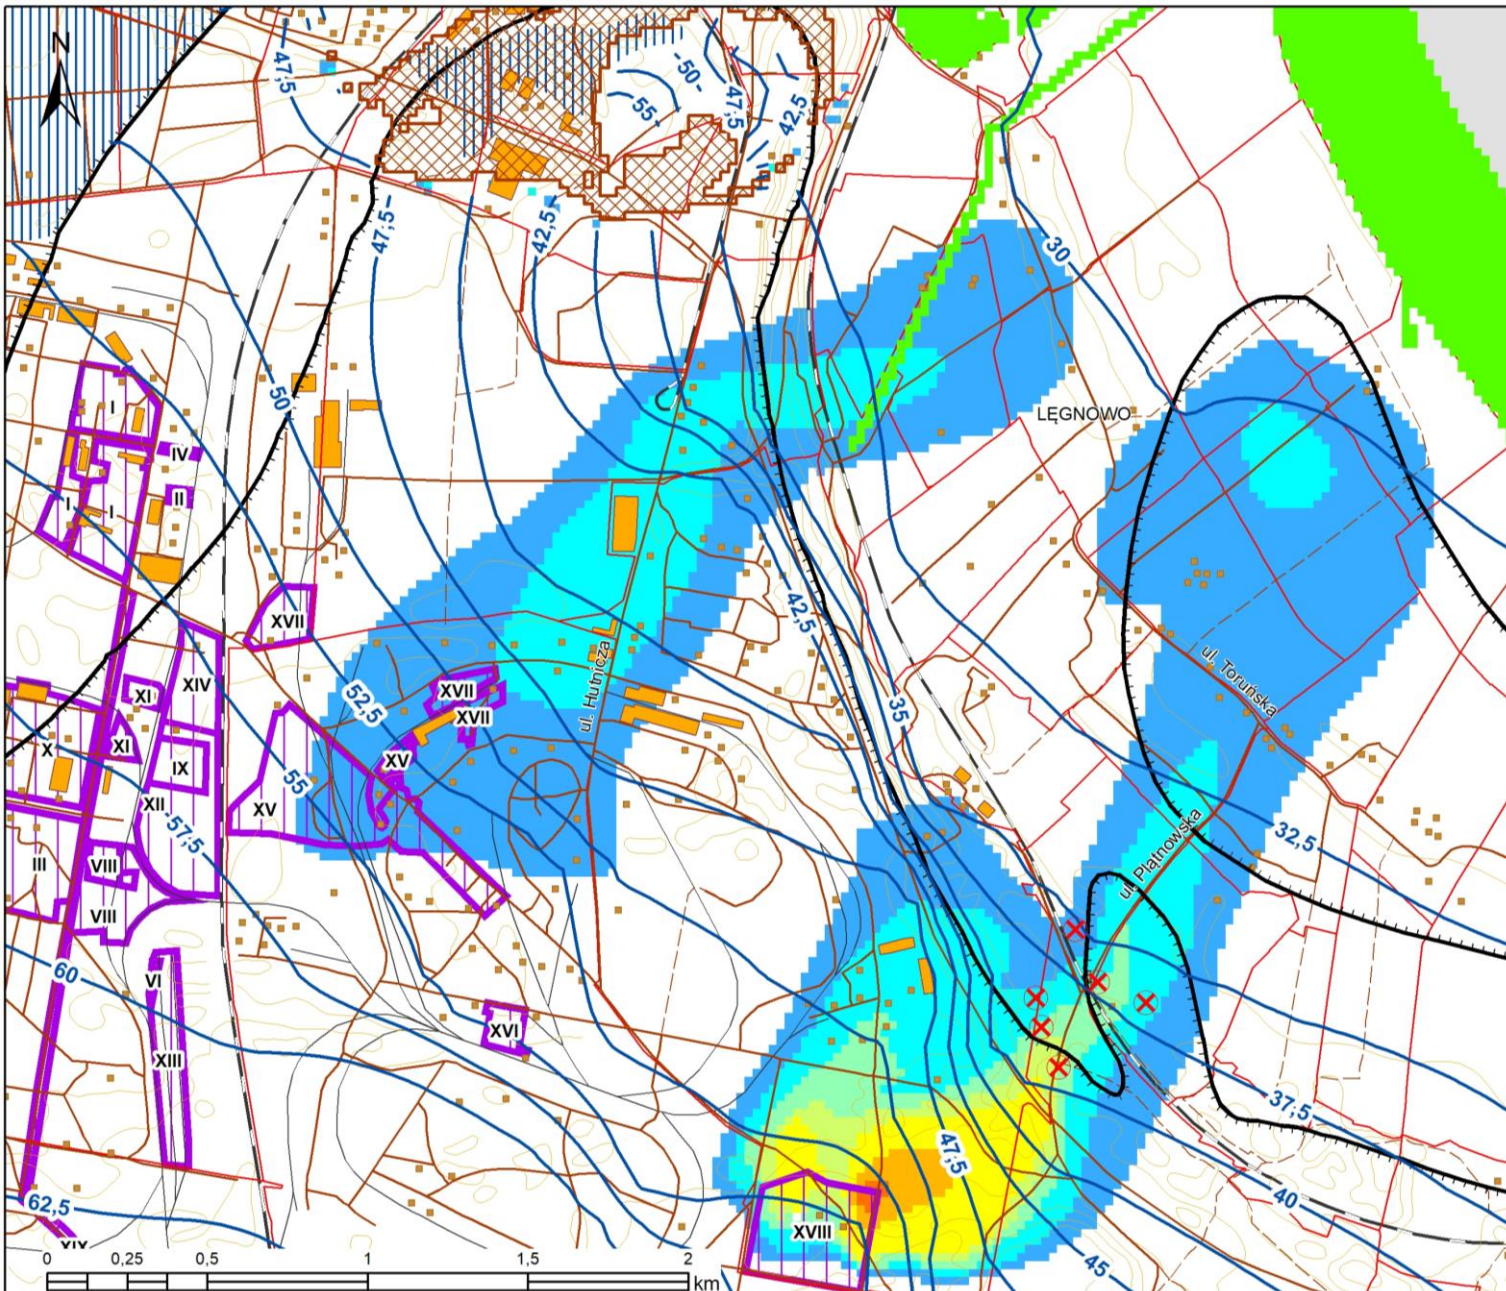 N
47,5
-50-
55-
47,5
42,5
47,5-
42,5-
30
50
I
IV
II
I
I
LĘGNOWO
42,5
XVII
ul. Hutnicza
ul. Toruńska
XIV
XI
XVII
52,5
XVII
35
X
XI
IX
XV
55
XV
XII
-57,5
ul. Płątnowska
32,5
III
VIII
VIII
60
VI
XVI
XIII
37,5
47,5
40
62,5
XVIII
XIX
45
0 0,25 0,5 1 1,5 2 km